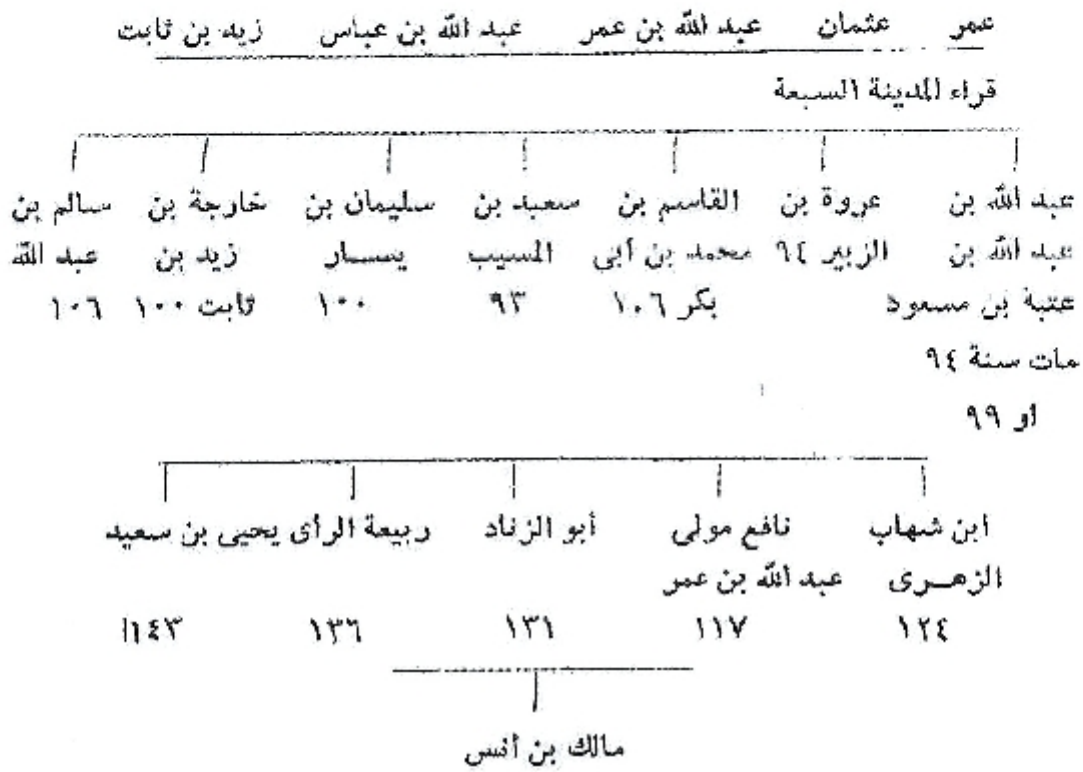 عمر عثمان عبد الله بن عمر عبد الله بن عباس زيد بن ثابت
قراء المدينة السبعة
عبد الله بن عروة بن القاسم بن سعيد بن سليمان بن خارجة بن سالم بن
عبد الله بن الزبير ٩٤ محمد بن أبى المسيب يسار زيد بن عبد الله
عتبة بن مسعود بكر ١٠٦ ٩٣ ١٠٠ ثابت ١٠٠ ١٠٦
مات سنة ٩٤
او ٩٩
ابن شهاب نافع مولى أبو الزناد ربيعة الرأى يحيى بن سعيد
الزهرى عبد الله بن عمر
١٢٤ ١١٧ ١٣١ ١٣٦ ١٤٣
مالك بن أنس